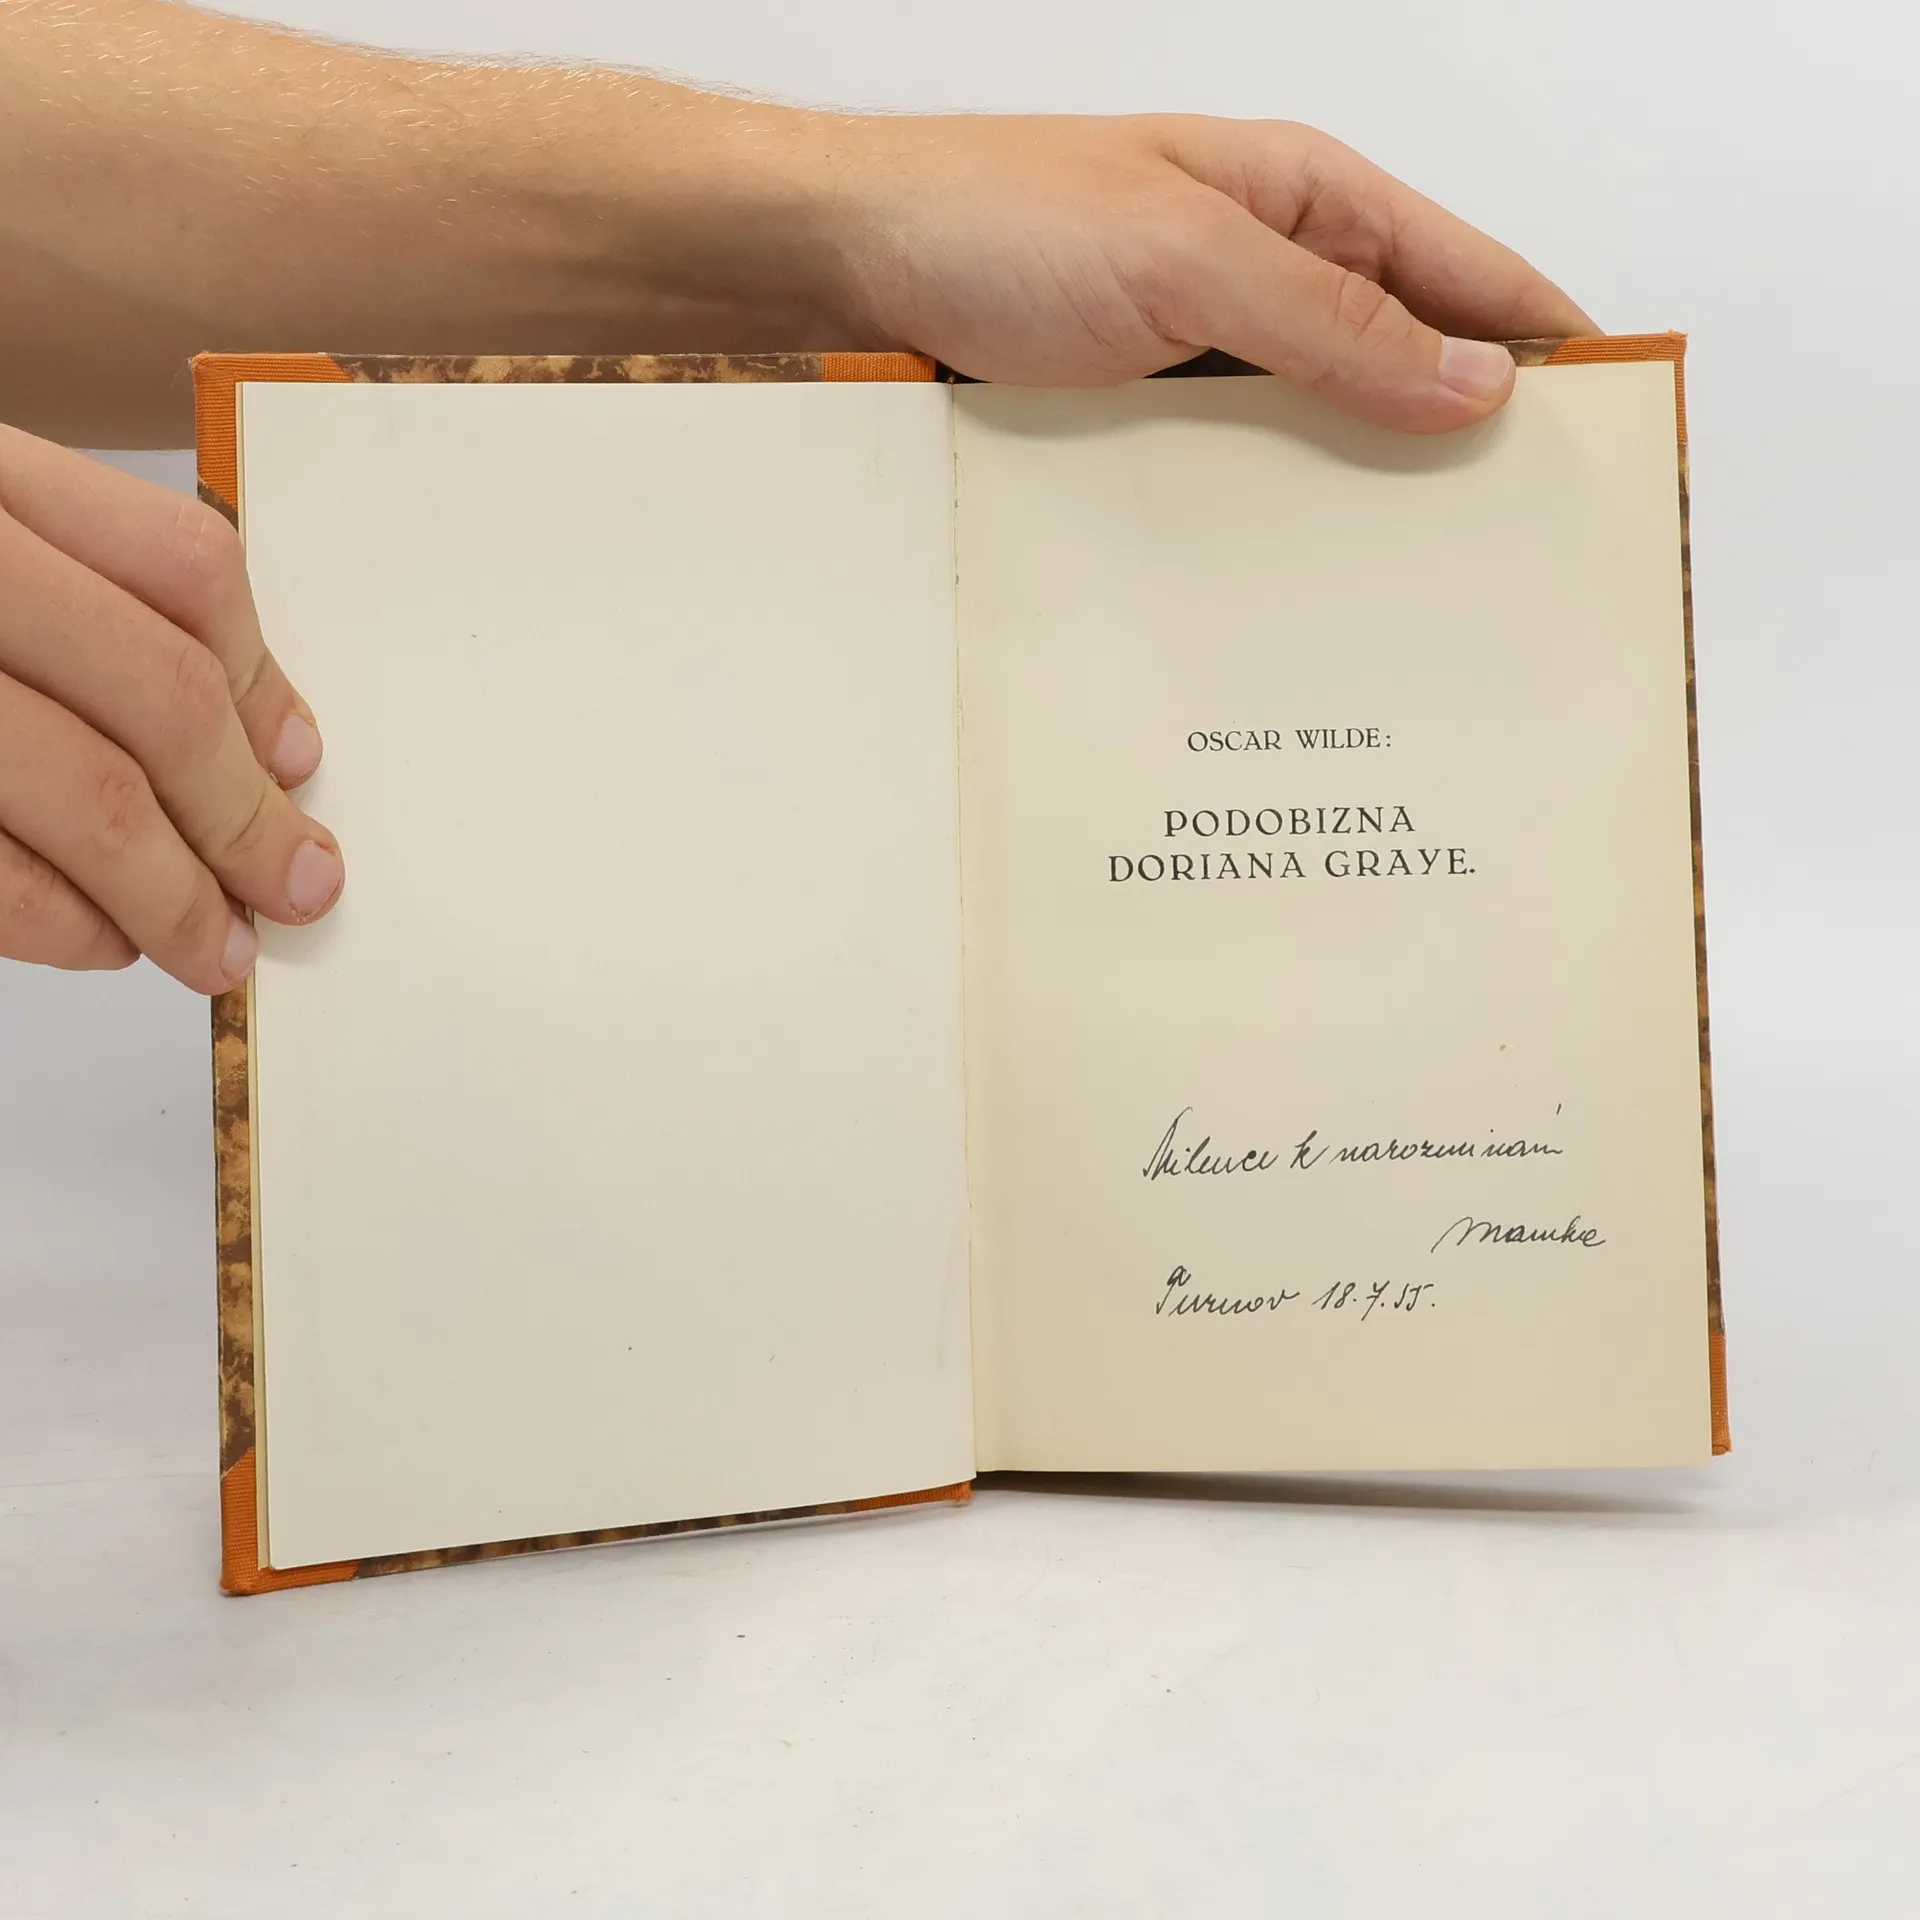 OSCAR WILDE:
PODOBIZNA
DORIANA GRAYE.
Milence k narozeninám
Mamka
Turnov 18.7.55.